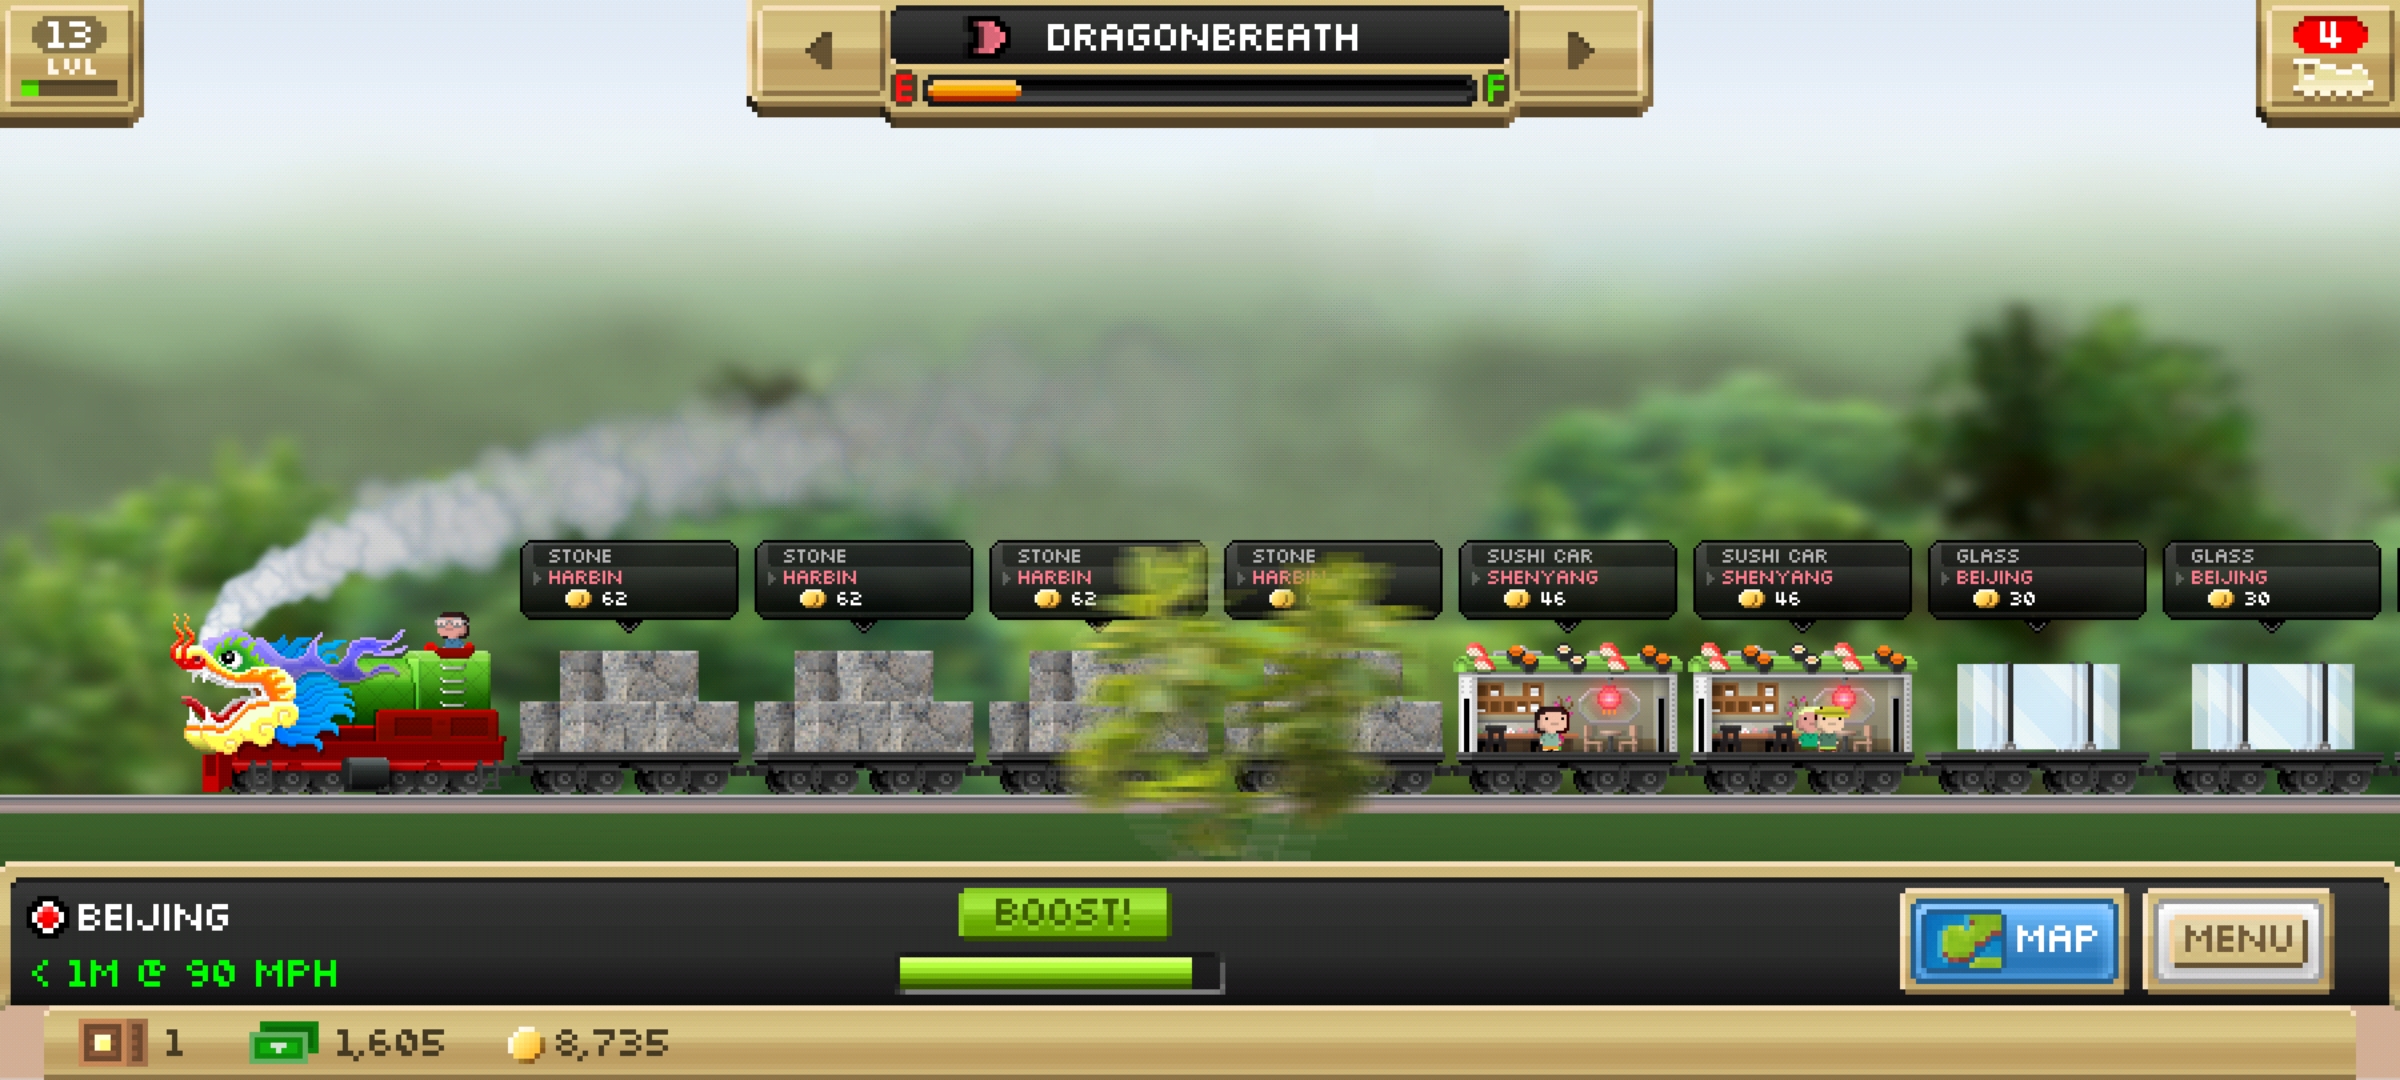 13
LVL
DRAGONBREATH
E F
4
STONE
HARBIN
62
STONE
HARBIN
62
STONE
HARBIN
62
STONE
HARBIN
SUSHI CAR
SHENYANG
46
SUSHI CAR
SHENYANG
46
GLASS
BEIJING
30
GLASS
BEIJING
30
BEIJING
< 1M @ 90 MPH
BOOST!
MAP
MENU
1
1,605
8,735